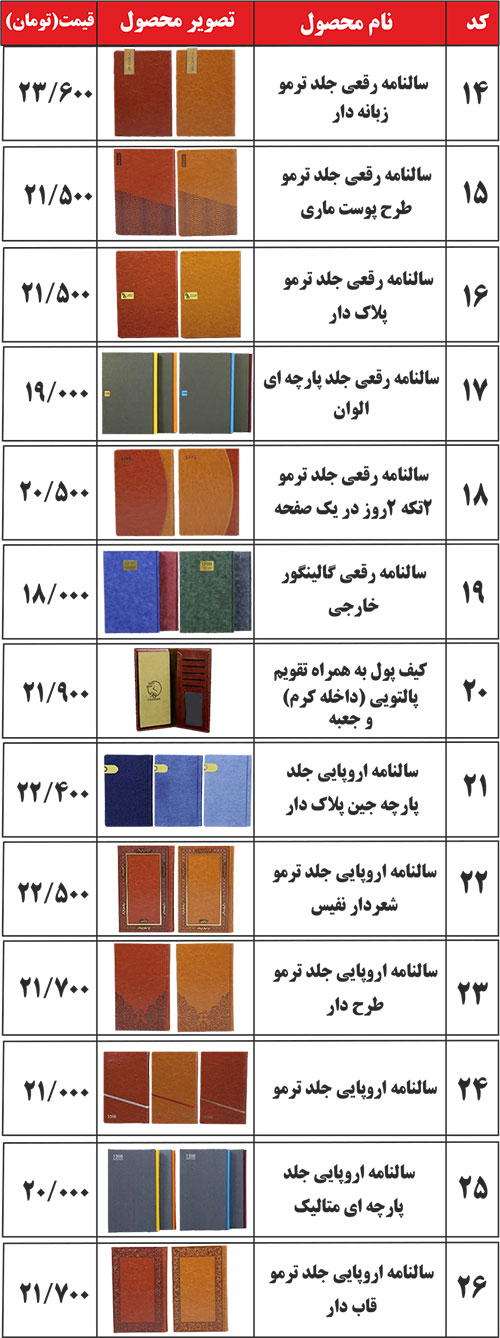 کد نام محصول تصویر محصول قیمت(تومان)
۱۴ سالنامه رقعی جلد ترمو ۲۳/۶۰۰
زبانه دار
۱۵ سالنامه رقعی جلد ترمو ۲۱/۵۰۰
طرح پوست ماری
۱۶ سالنامه رقعی جلد ترمو ۲۱/۵۰۰
پلاک دار
۱۷ سالنامه رقعی جلد پارچه ای ۱۹/۰۰۰
الوان
۱۸ سالنامه رقعی جلد ترمو ۲۰/۵۰۰
۲تکه ۲روز در یک صفحه
۱۹ سالنامه رقعی گالینگور ۱۸/۰۰۰
خارجی
۲۰ کیف پول به همراه تقویم ۲۱/۹۰۰
پالتویی (داخله کرم)
و جعبه
۲۱ سالنامه اروپایی جلد ۲۲/۴۰۰
پارچه جین پلاک دار
۲۲ سالنامه اروپایی جلد ترمو ۲۲/۵۰۰
شعردار نفیس
۲۳ سالنامه اروپایی جلد ترمو ۲۱/۷۰۰
طرح دار
۲۴ سالنامه اروپایی جلد ترمو ۲۱/۰۰۰
۲۵ سالنامه اروپایی جلد ۲۰/۰۰۰
پارچه ای متالیک
۲۶ سالنامه اروپایی جلد ترمو ۲۱/۷۰۰
قاب دار